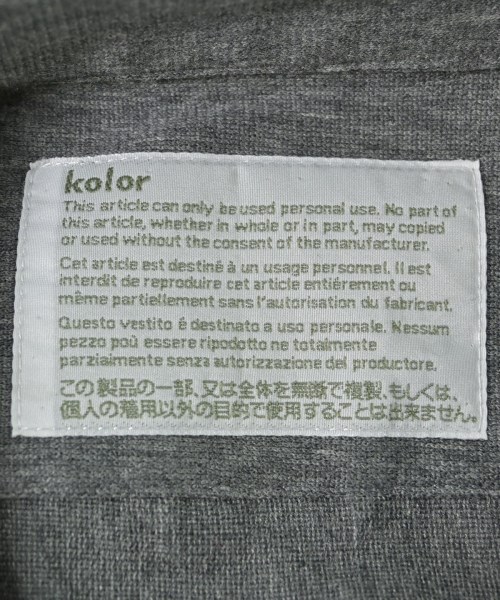 kolor
This article can only be used personal use. No part of
this article, whether in whole or in part, may copied
or used without the consent of the manufacturer.
Cet article est destiné à un usage personnel. Il est
interdit de reproduire cet article entiérement ou
même partiellement sans l'autorisation du fabricant.
Questo vestito é destinato a uso personale. Nessum
pezzo poù essere ripodotto ne totalmente
parzialmente senza autorizzazione del productore.
この製品の一部、又は全体を無断で複製、もしくは、
個人の着用以外の目的で使用することは出来ません。